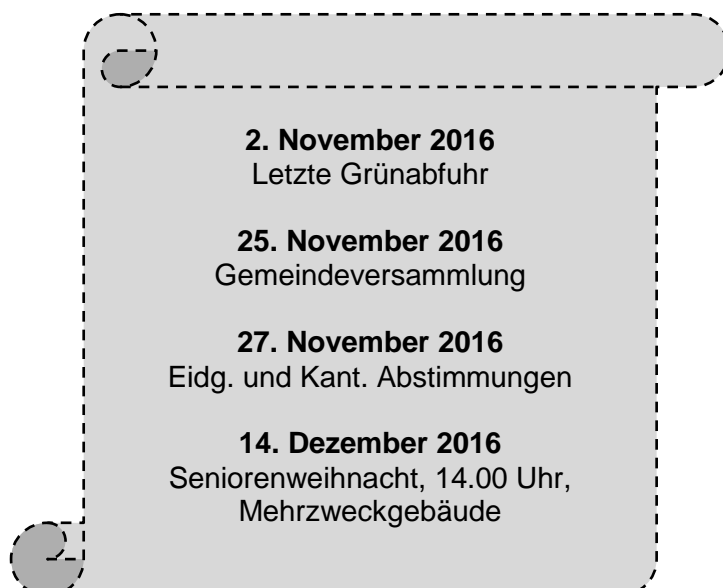 2. November 2016
Letzte Grünabfuhr
25. November 2016
Gemeindeversammlung
27. November 2016
Eidg. und Kant. Abstimmungen
14. Dezember 2016
Seniorenweihnacht, 14.00 Uhr,
Mehrzweckgebäude